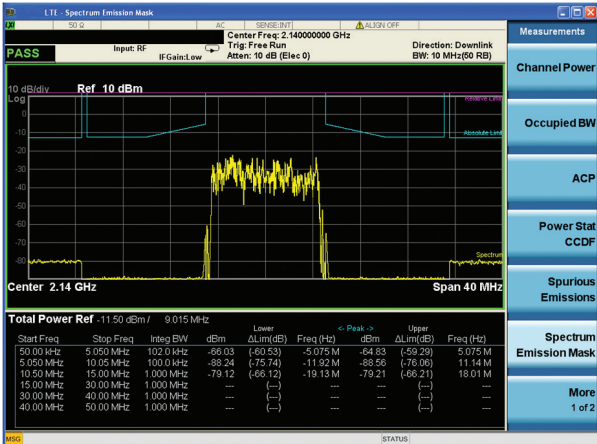 LTE - Spectrum Emission Mask
50 Ω AC SENSE:INT ALIGN OFF
Center Freq: 2.140000000 GHz
PASS Input: RF Trig: Free Run Direction: Downlink
IFGain:Low Atten: 10 dB (Elec 0) BW: 10 MHz(50 RB)
10 dB/div Ref 10 dBm
Log
Relative Limit
0
Absolute Limit
-10
-20
-30
-40
-50
-60
-70
Spectrum
-80
Center 2.14 GHz Span 40 MHz
Total Power Ref -11.50 dBm / 9.015 MHz
Lower <- Peak -> Upper
Start Freq Stop Freq Integ BW dBm ΔLim(dB) Freq (Hz) dBm ΔLim(dB) Freq (Hz)
50.00 kHz 5.050 MHz 102.0 kHz -66.03 (-60.53) -5.075 M -64.83 (-59.29) 5.075 M
5.050 MHz 10.05 MHz 100.0 kHz -88.24 (-75.74) -11.92 M -88.56 (-76.06) 11.14 M
10.50 MHz 15.00 MHz 1.000 MHz -79.12 (-66.12) -19.13 M -79.21 (-66.21) 18.01 M
15.00 MHz 30.00 MHz 1.000 MHz --- (---) --- (---)
30.00 MHz 40.00 MHz 1.000 MHz --- (---) --- (---)
40.00 MHz 50.00 MHz 1.000 MHz --- (---) --- (---)
MSG STATUS
Measurements
Channel Power
Occupied BW
ACP
Power Stat
CCDF
Spurious
Emissions
Spectrum
Emission Mask
More
1 of 2